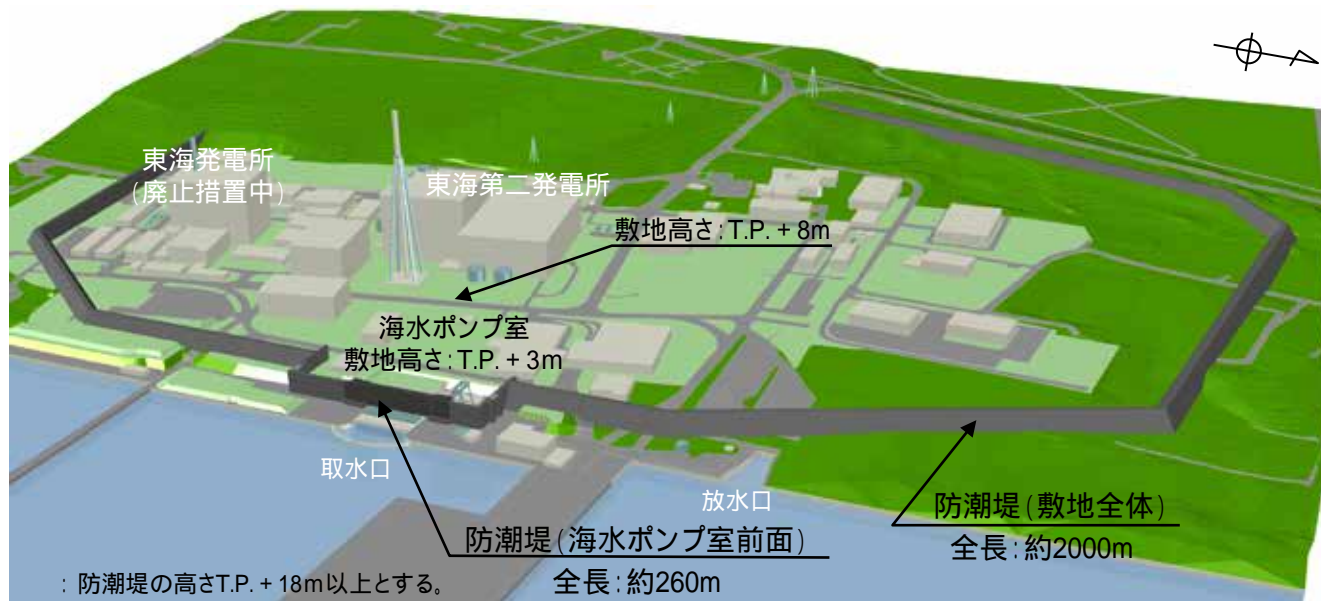 東海発電所
(廃止措置中)
東海第二発電所
敷地高さ:T.P.+8m
海水ポンプ室
敷地高さ:T.P.+3m
取水口
放水口
防潮堤(海水ポンプ室前面)
全長:約260m
防潮堤(敷地全体)
全長:約2000m
:防潮堤の高さT.P.+18m以上とする。